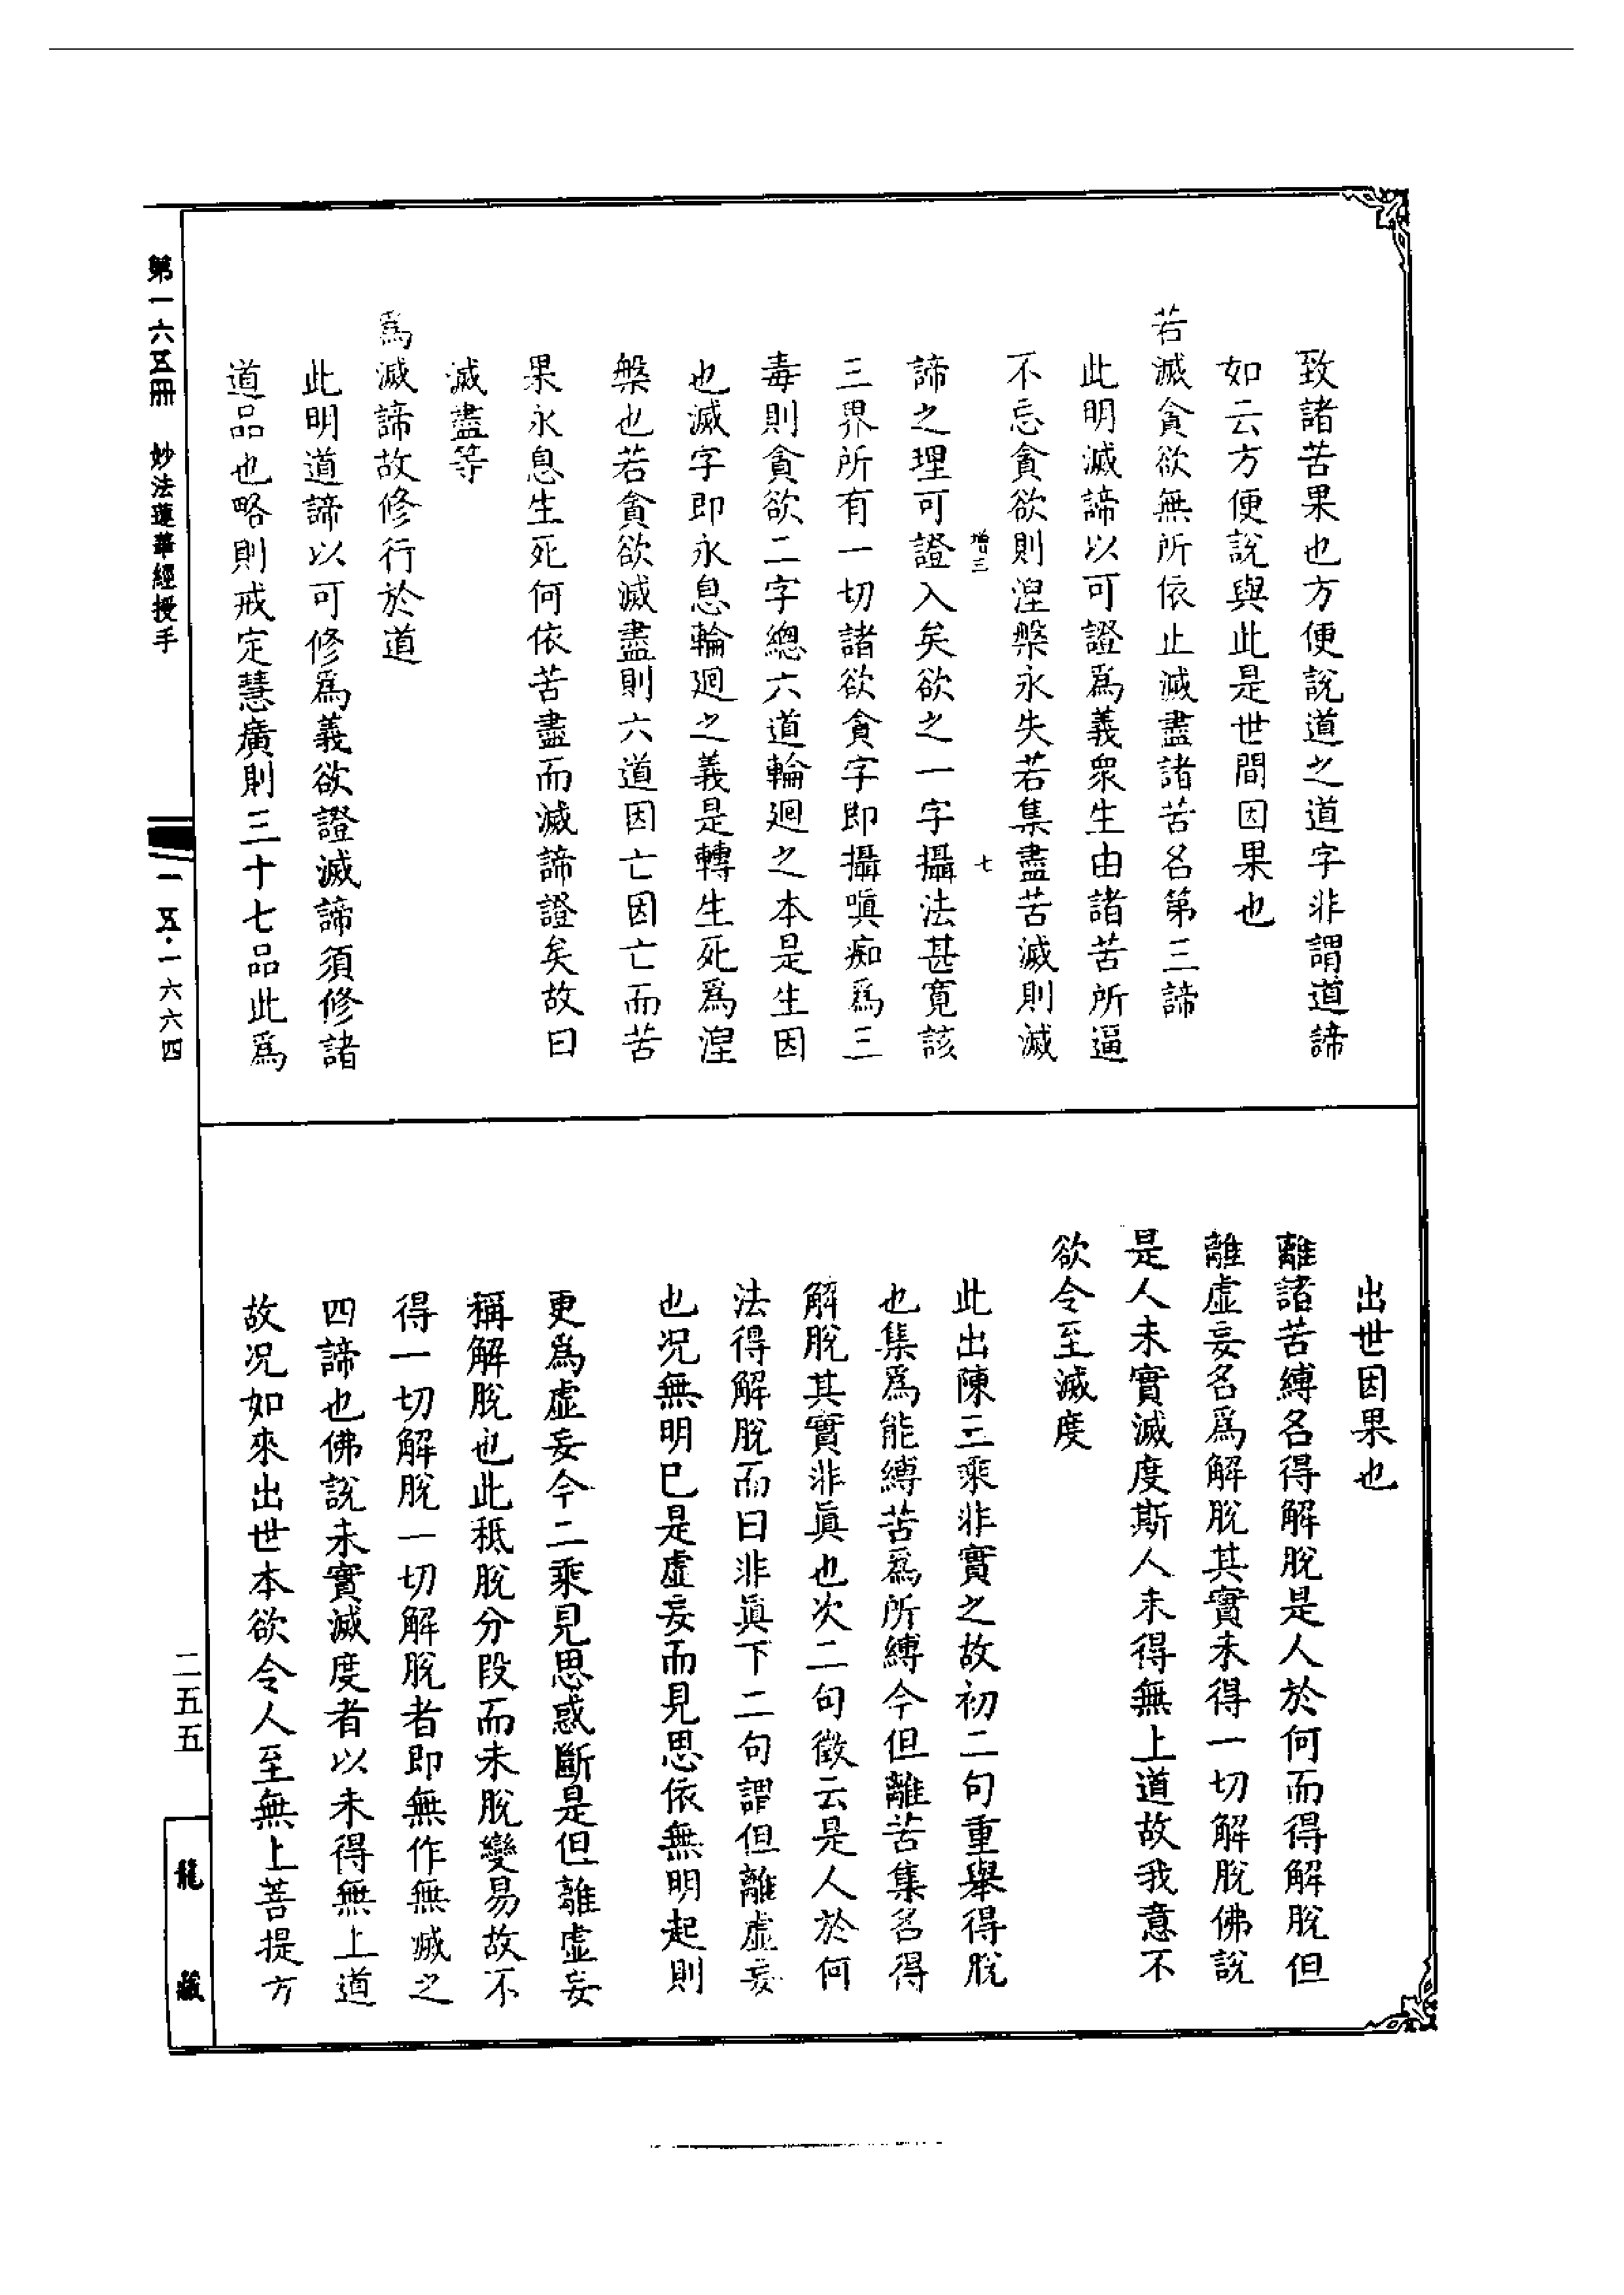 致諸苦果也方便說道之道字非謂道諦
如云方便說與此是世間因果也
若滅貪欲無所依止滅盡諸苦名第三諦
此明滅諦以可證爲義衆生由諸苦所逼
不忘貪欲則涅槃永失若集盡苦滅則滅
增三
七
諦之理可證入矣欲之一字攝法甚寬該
三界所有一切諸欲貪字即攝嗔痴爲三
毒則貪欲二字總六道輪廻之本是生因
也滅字即永息輪廻之義是轉生死爲涅
槃也若貪欲滅盡則六道因亡因亡而苦
果永息生死何依苦盡而滅諦證矣故曰
滅盡等
爲滅諦故修行於道
此明道諦以可修爲義欲證滅諦須修諸
道品也略則戒定慧廣則三十七品此爲
出世因果也
離諸苦縛名得解脫是人於何而得解脫但
離虛妄名爲解脫其實未得一切解脫佛說
是人未實滅度斯人未得無上道故我意不
欲令至滅度
此出陳三乘非實之故初二句重舉得脫
也集爲能縛苦爲所縛今但離苦集名得
解脫其實非眞也次二句徵云是人於何
法得解脫而曰非眞下二句謂但離虛妄
也况無明巳是虛妄而見思依無明起則
更爲虛妄今二乘見思惑斷是但離虛妄
稱解脫也此秪脫分段而未脫變易故不
得一切解脫一切解脫者即無作無滅之
四諦也佛說未實滅度者以未得無上道
故况如來出世本欲令人至無上菩提方
第一六五冊　妙法蓮華經授手
一五·一六六四
二五五
龍藏